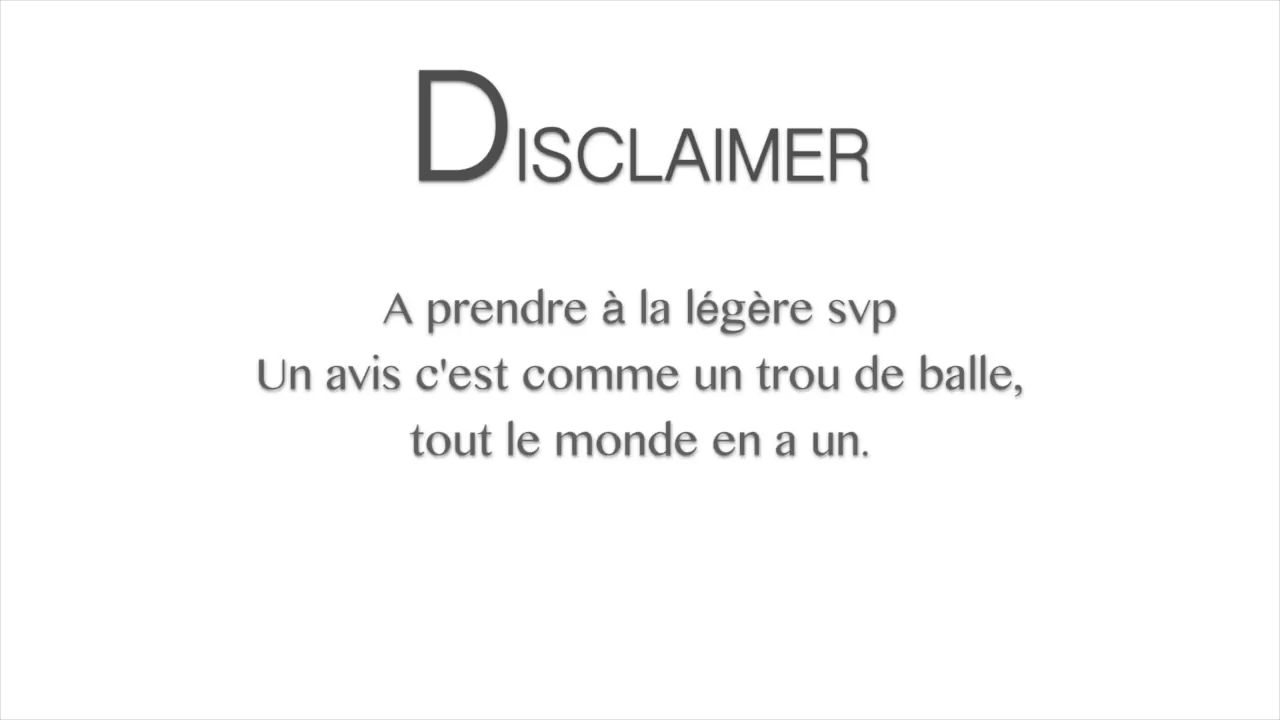 DISCLAIMER
A prendre à la légère svp
Un avis c'est comme un trou de balle,
tout le monde en a un.